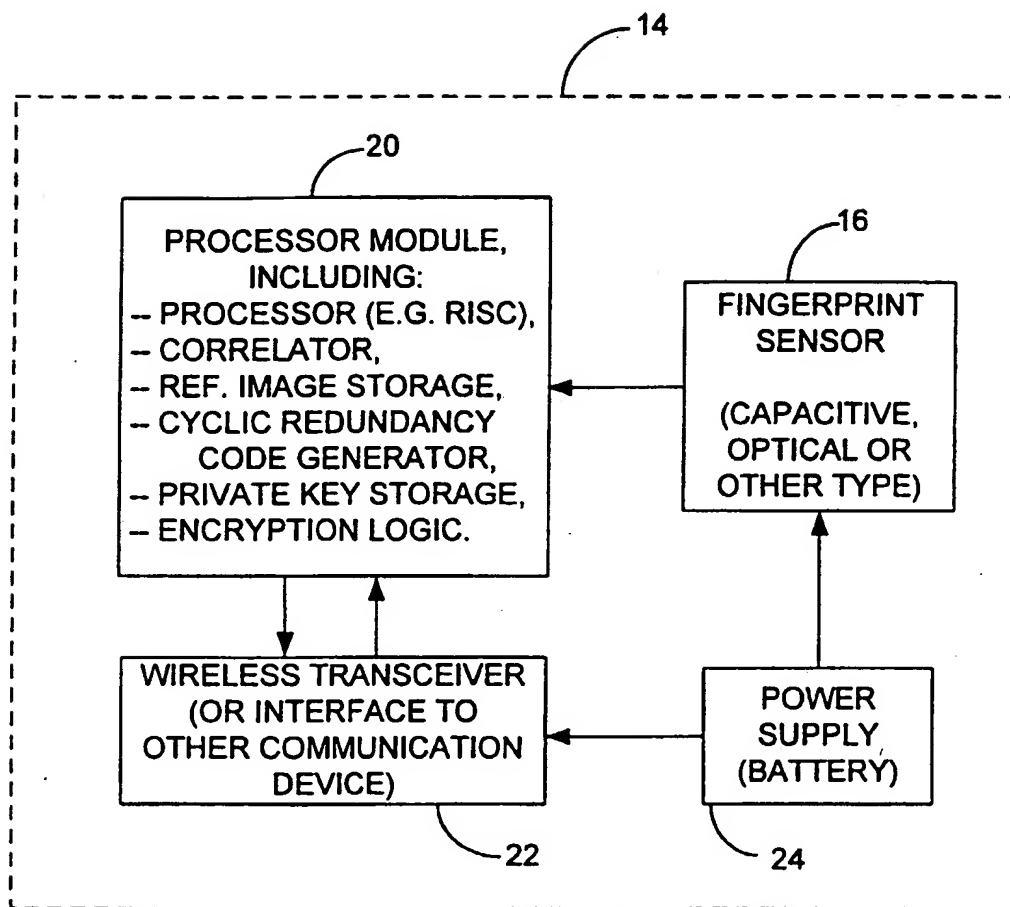 14
20
PROCESSOR MODULE,
INCLUDING:
– PROCESSOR (E.G. RISC),
– CORRELATOR,
– REF. IMAGE STORAGE,
– CYCLIC REDUNDANCY
CODE GENERATOR,
– PRIVATE KEY STORAGE,
– ENCRYPTION LOGIC.
16
FINGERPRINT
SENSOR
(CAPACITIVE,
OPTICAL OR
OTHER TYPE)
WIRELESS TRANSCEIVER
(OR INTERFACE TO
OTHER COMMUNICATION
DEVICE)
22
POWER
SUPPLY
(BATTERY)
24